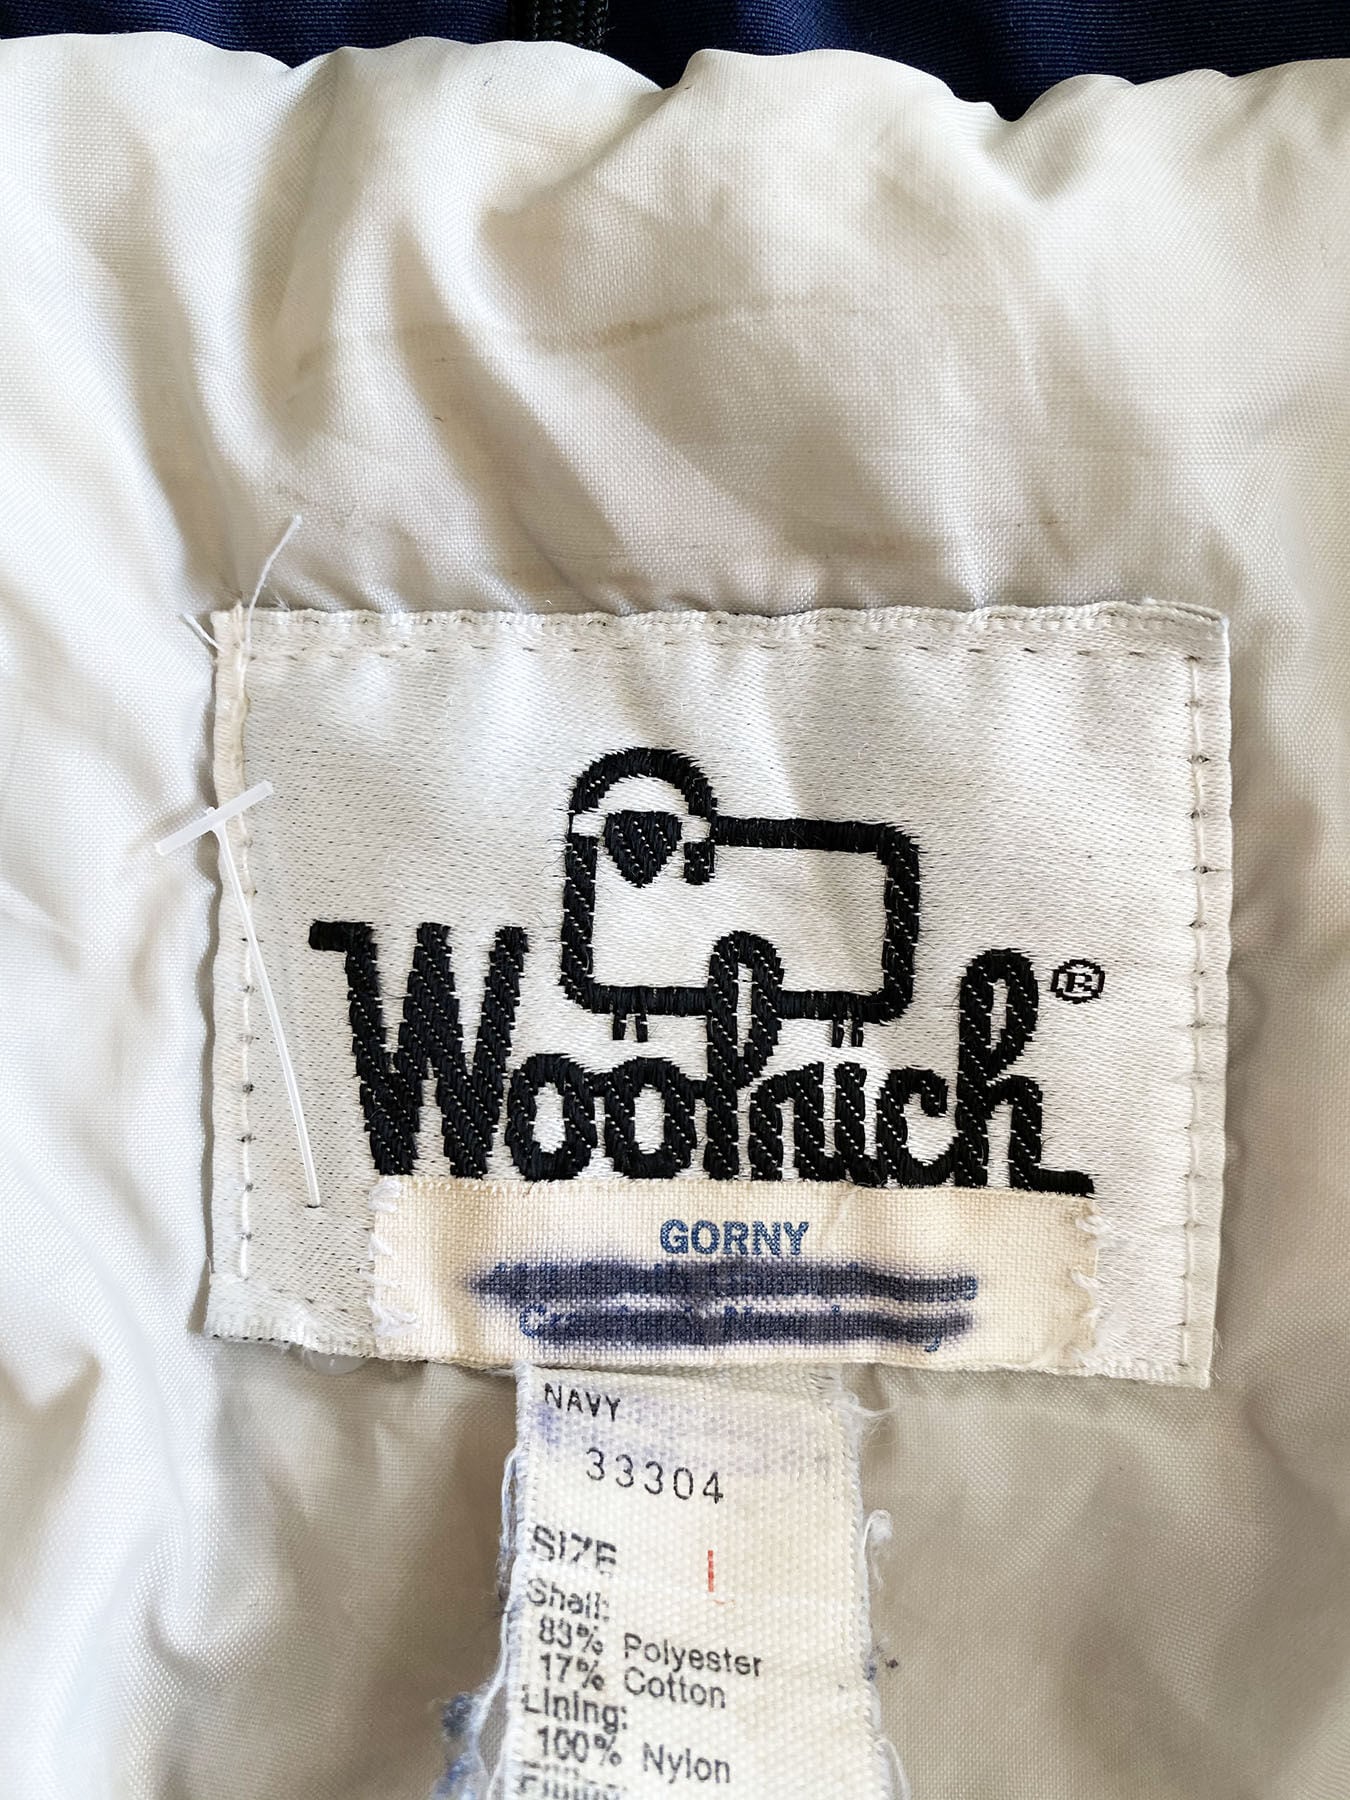 Woolrich®
GORNY
NAVY
33304
SIZE L
Shell:
83% Polyester
17% Cotton
Lining:
100% Nylon